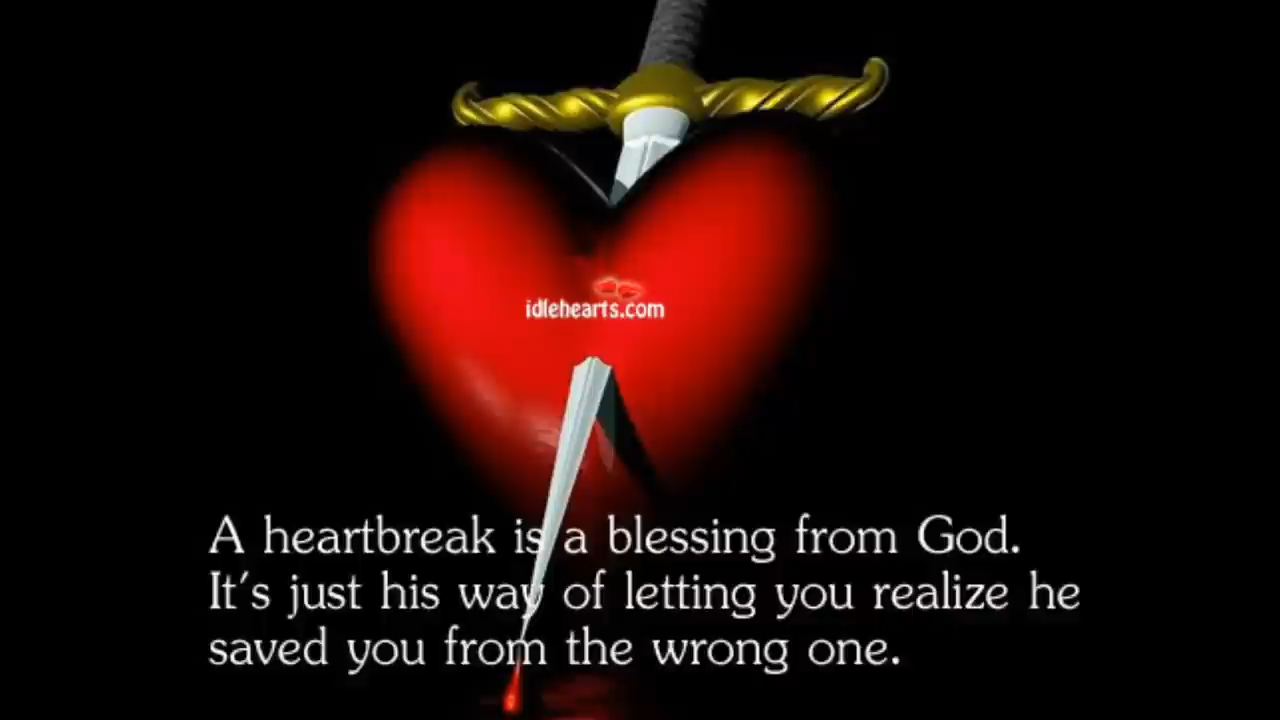 idlehearts.com
A heartbreak is a blessing from God.
It's just his way of letting you realize he
saved you from the wrong one.